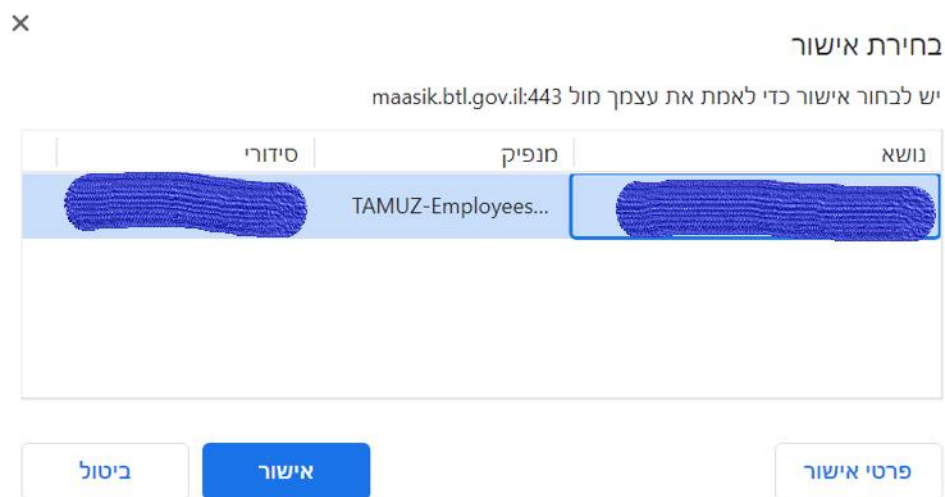 בחירת אישור
יש לבחור אישור כדי לאמת את עצמך מול maasik.btl.gov.il:443
נושא מנפיק סידורי
TAMUZ-Employees...
פרטי אישור אישור ביטול